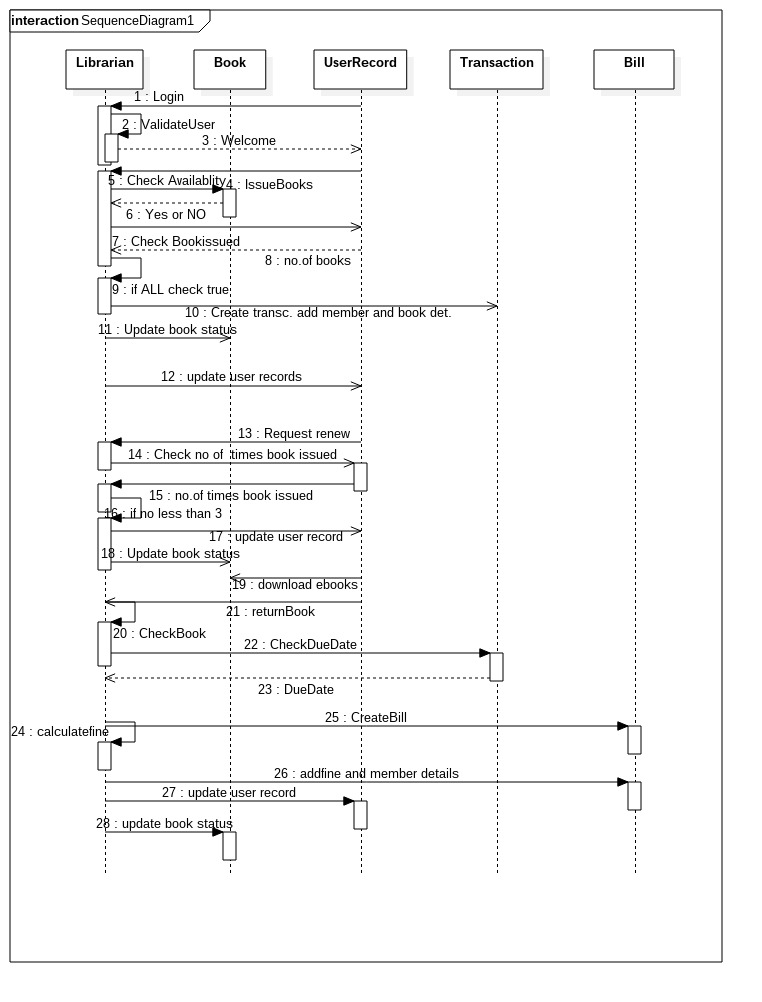 interaction SequenceDiagram1
Librarian
Book
UserRecord
Transaction
Bill
1 : Login
2 : ValidateUser
3 : Welcome
5 : Check Availablity
4 : IssueBooks
6 : Yes or NO
7 : Check Bookissued
8 : no.of books
9 : if ALL check true
10 : Create transc. add member and book det.
11 : Update book status
12 : update user records
13 : Request renew
14 : Check no of times book issued
15 : no.of times book issued
16 : if no less than 3
17 : update user record
18 : Update book status
19 : download ebooks
21 : returnBook
20 : CheckBook
22 : CheckDueDate
23 : DueDate
25 : CreateBill
24 : calculatefine
26 : addfine and member details
27 : update user record
28 : update book status